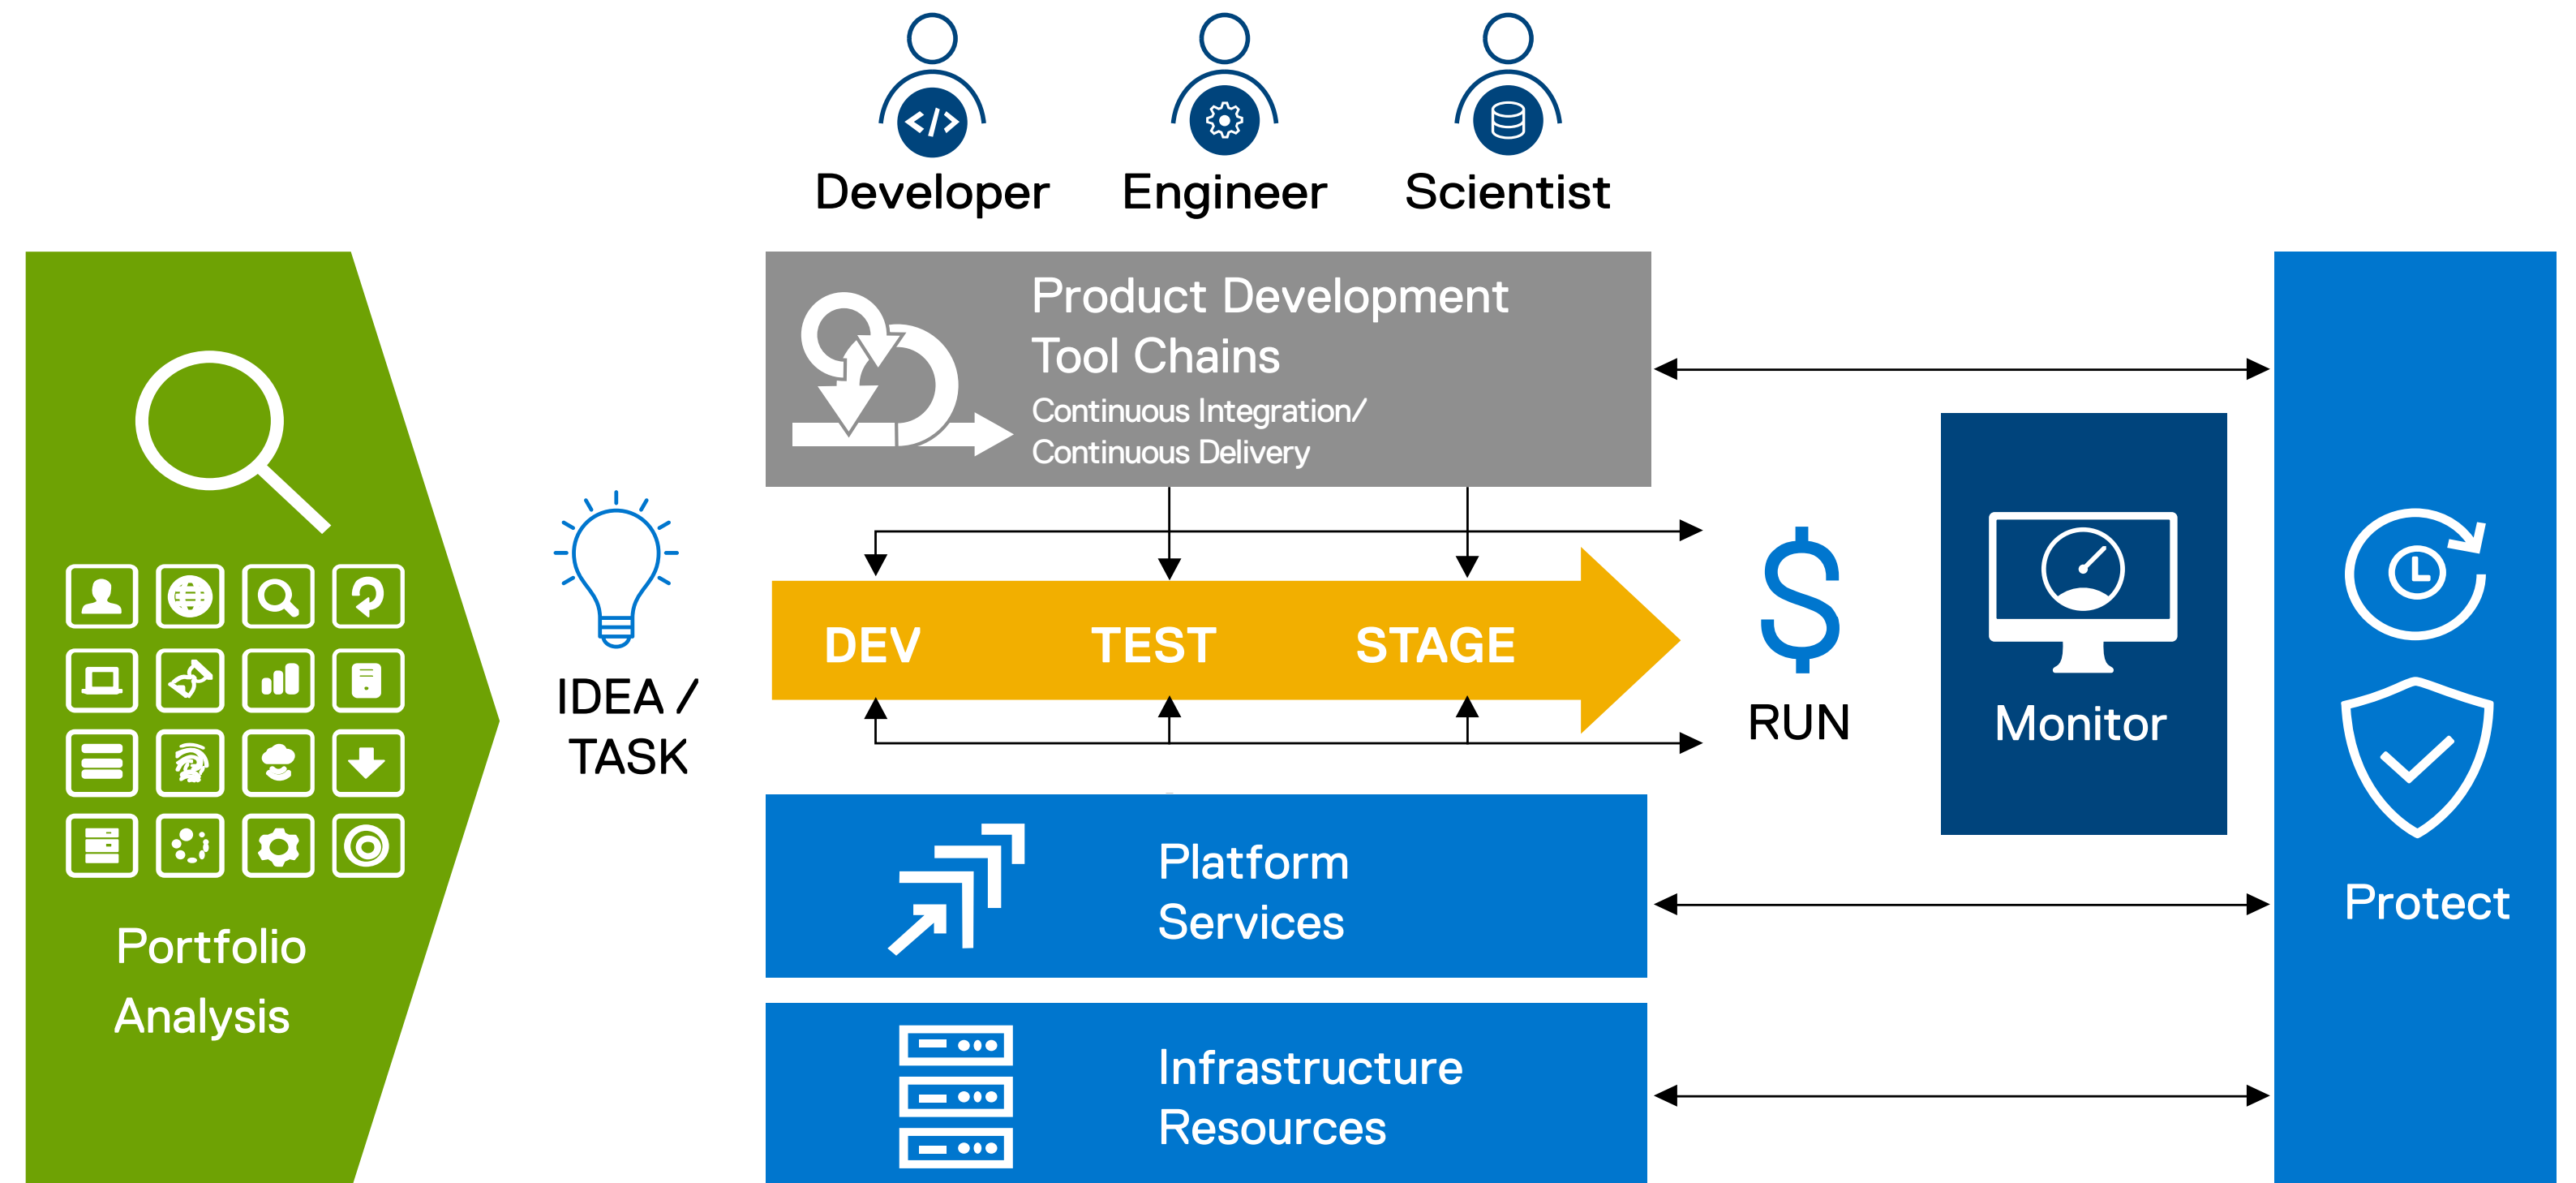 Developer
Engineer
Scientist
Product Development
Tool Chains
Continuous Integration/
Continuous Delivery
Portfolio
Analysis
IDEA /
TASK
DEV
TEST
STAGE
RUN
Monitor
Protect
Platform
Services
Infrastructure
Resources